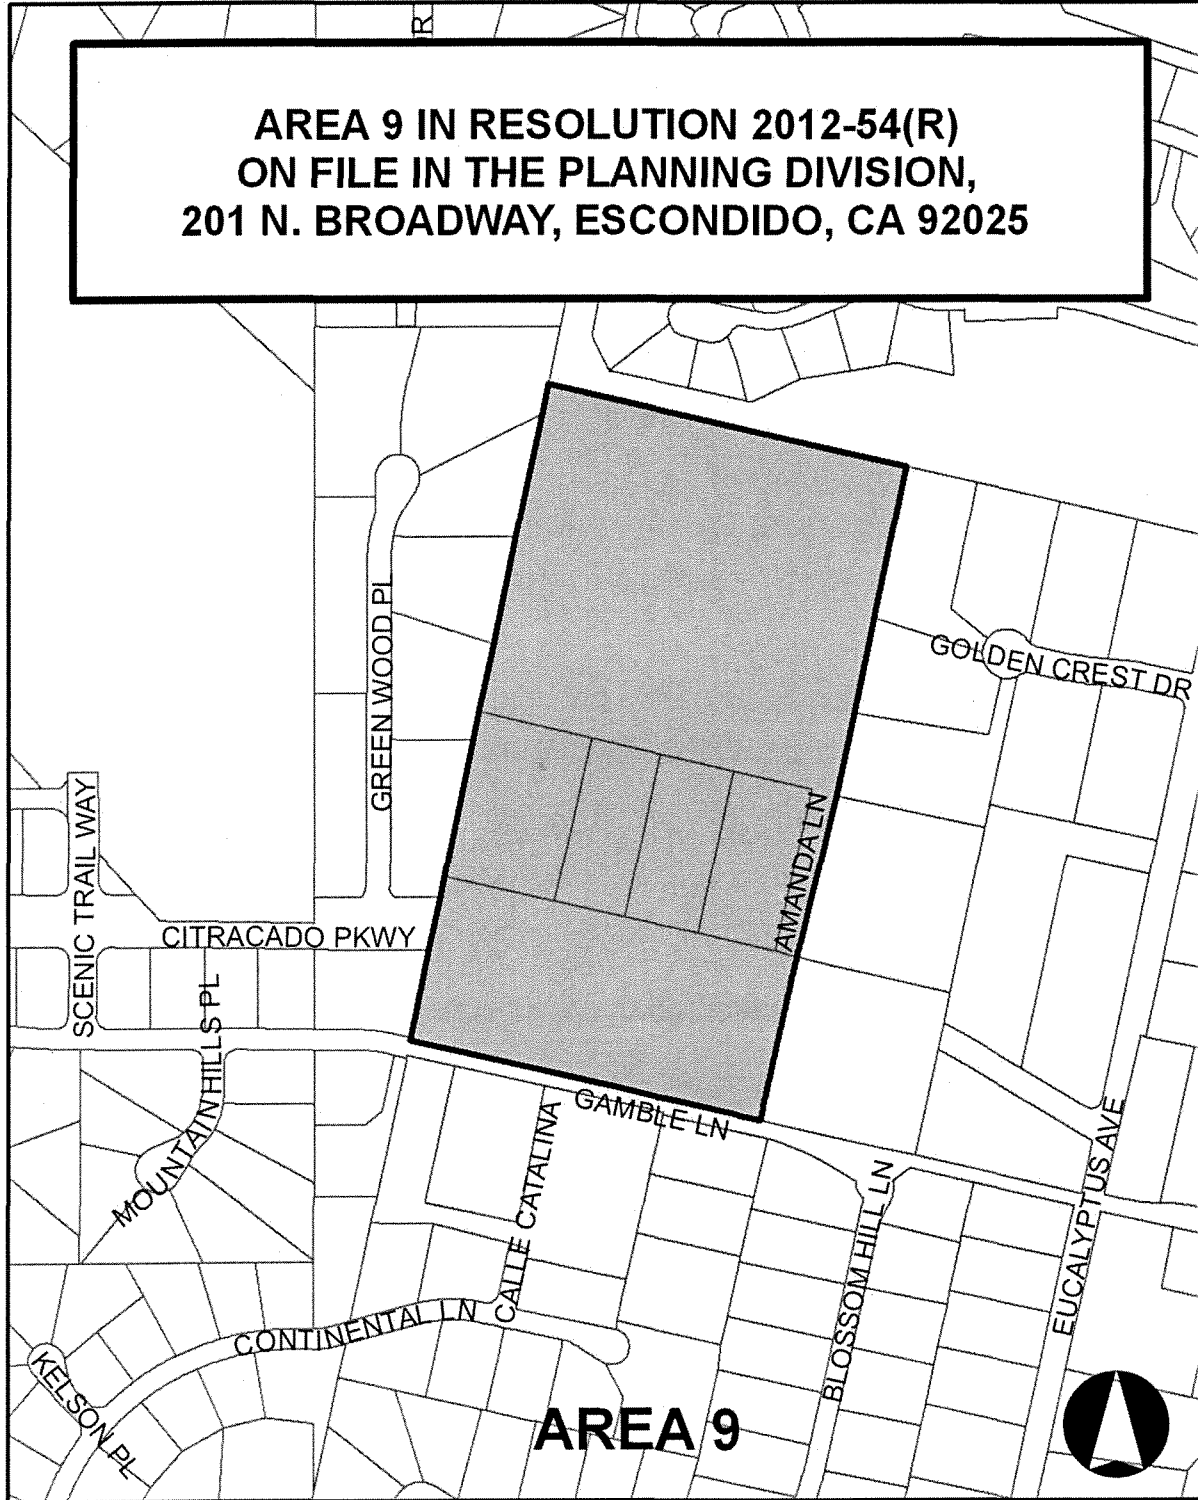 R
AREA 9 IN RESOLUTION 2012-54(R)
ON FILE IN THE PLANNING DIVISION,
201 N. BROADWAY, ESCONDIDO, CA 92025
GREENWOOD PL
GOLDEN CREST DR
SCENIC TRAIL WAY
AMANDA LN
CITRACADO PKWY
MOUNTAIN HILLS PL
GAMBLE LN
CALLE CATALINA
BLOSSOM HILL LN
EUCALYPTUS AVE
CONTINENTAL LN
KELSON PL
AREA 9